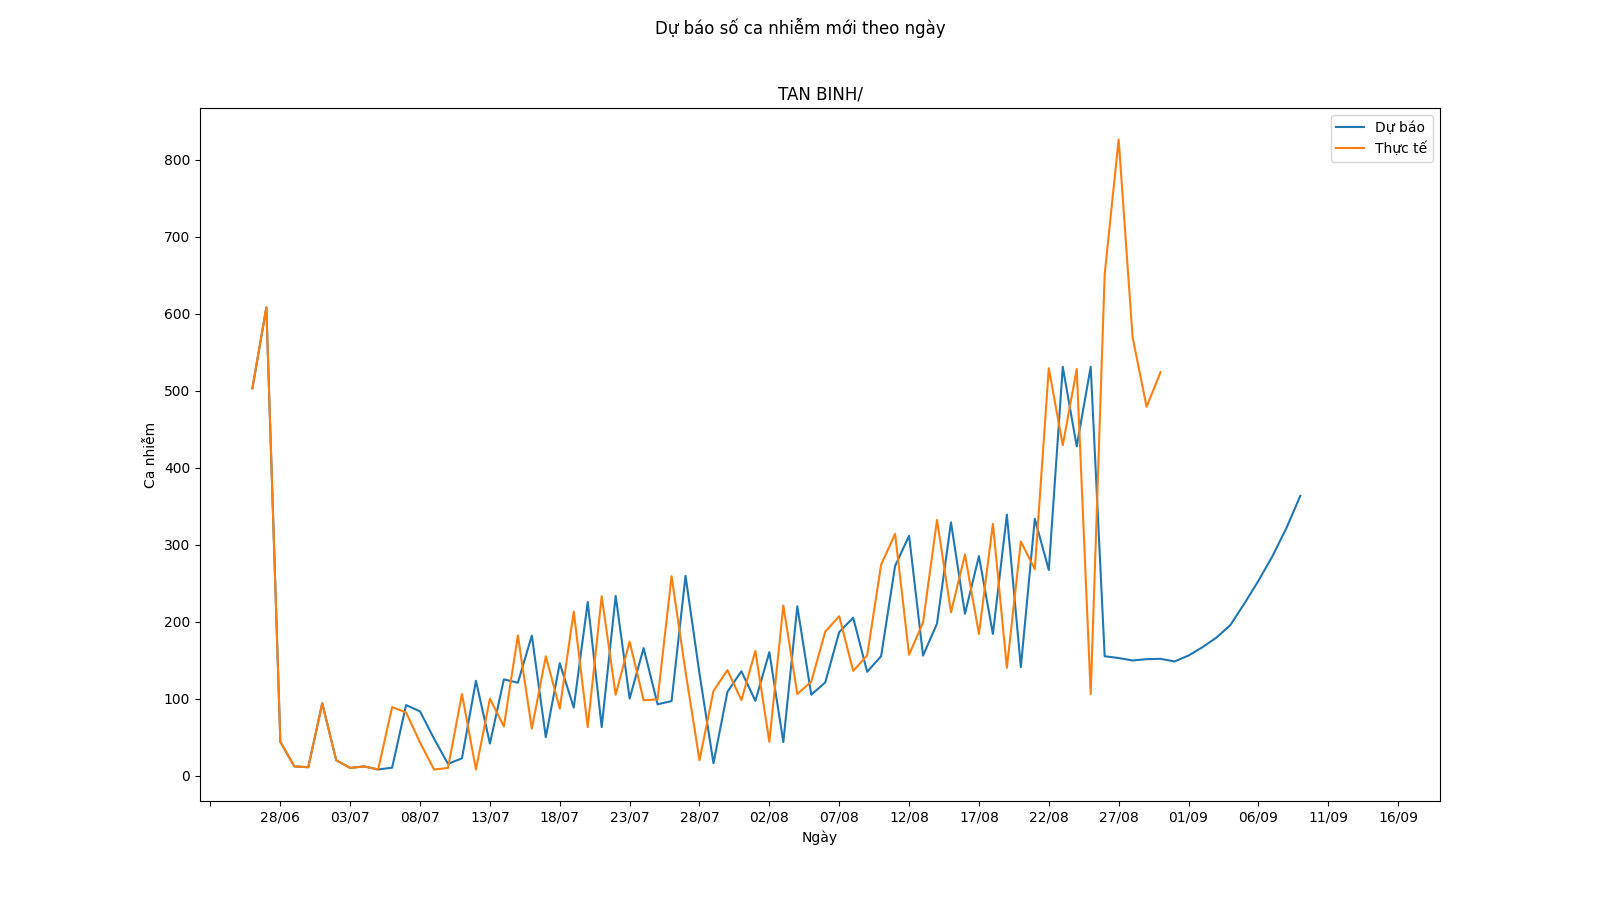 Dự báo số ca nhiễm mới theo ngày
TAN BINH/
Dự báo
Thực tế
800
700
600
500
400
300
200
100
0
Ca nhiễm
28/06 03/07 08/07 13/07 18/07 23/07 28/07 02/08 07/08 12/08 17/08 22/08 27/08 01/09 06/09 11/09 16/09
Ngày